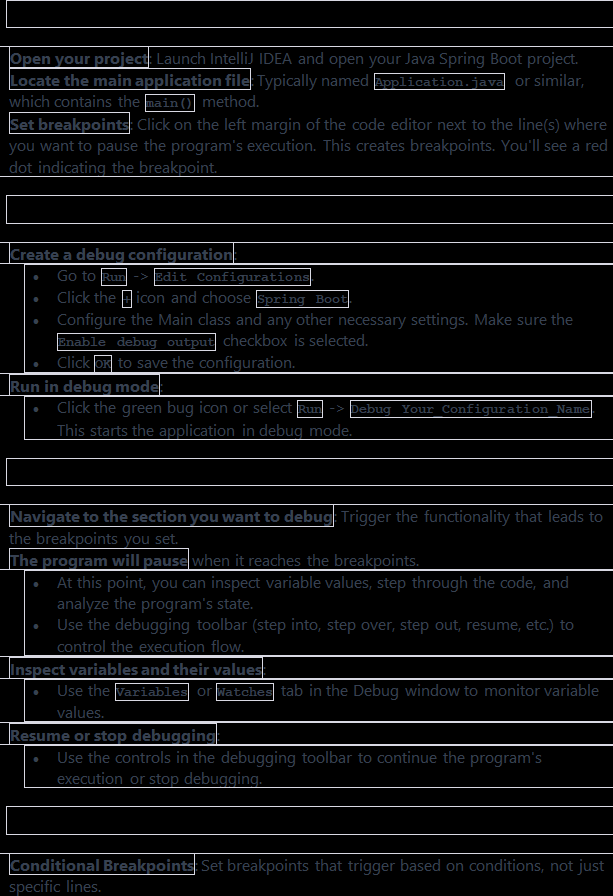 Open your project: Launch IntelliJ IDEA and open your Java Spring Boot project.
Locate the main application file: Typically named Application.java or similar,
which contains the main() method.
Set breakpoints: Click on the left margin of the code editor next to the line(s) where
you want to pause the program's execution. This creates breakpoints. You'll see a red
dot indicating the breakpoint.
Create a debug configuration:
• Go to Run -> Edit Configurations.
• Click the + icon and choose Spring Boot.
• Configure the Main class and any other necessary settings. Make sure the
Enable debug output checkbox is selected.
• Click OK to save the configuration.
Run in debug mode:
• Click the green bug icon or select Run -> Debug Your_Configuration_Name.
This starts the application in debug mode.
Navigate to the section you want to debug: Trigger the functionality that leads to
the breakpoints you set.
The program will pause when it reaches the breakpoints.
• At this point, you can inspect variable values, step through the code, and
analyze the program's state.
• Use the debugging toolbar (step into, step over, step out, resume, etc.) to
control the execution flow.
Inspect variables and their values:
• Use the Variables or Watches tab in the Debug window to monitor variable
values.
Resume or stop debugging:
• Use the controls in the debugging toolbar to continue the program's
execution or stop debugging.
Conditional Breakpoints: Set breakpoints that trigger based on conditions, not just
specific lines.